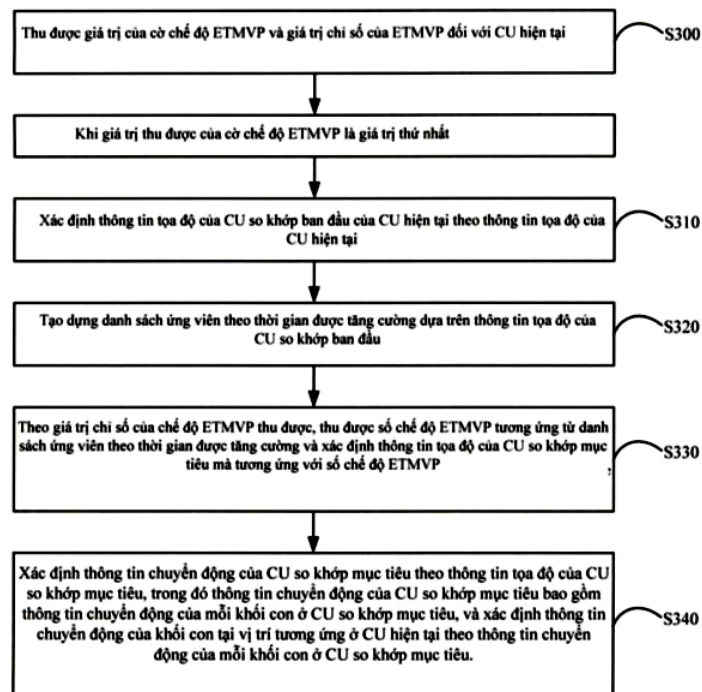 Thu được giá trị của cờ chế độ ETMVP và giá trị chỉ số của ETMVP đối với CU hiện tại
S300
Khi giá trị thu được của cờ chế độ ETMVP là giá trị thứ nhất
Xác định thông tin tọa độ của CU so khớp ban đầu của CU hiện tại theo thông tin tọa độ của
CU hiện tại
S310
Tạo dựng danh sách ứng viên theo thời gian được tăng cường dựa trên thông tin tọa độ của
CU so khớp ban đầu
S320
Theo giá trị chỉ số của chế độ ETMVP thu được, thu được số chế độ ETMVP tương ứng từ danh
sách ứng viên theo thời gian được tăng cường và xác định thông tin tọa độ của CU so khớp mục
tiêu mà tương ứng với số chế độ ETMVP
,
S330
Xác định thông tin chuyển động của CU so khớp mục tiêu theo thông tin tọa độ của CU
so khớp mục tiêu, trong đó thông tin chuyển động của CU so khớp mục tiêu bao gồm
thông tin chuyển động của mỗi khối con ở CU so khớp mục tiêu, và xác định thông tin
chuyển động của khối con tại vị trí tương ứng ở CU hiện tại theo thông tin chuyển
động của mỗi khối con ở CU so khớp mục tiêu.
S340